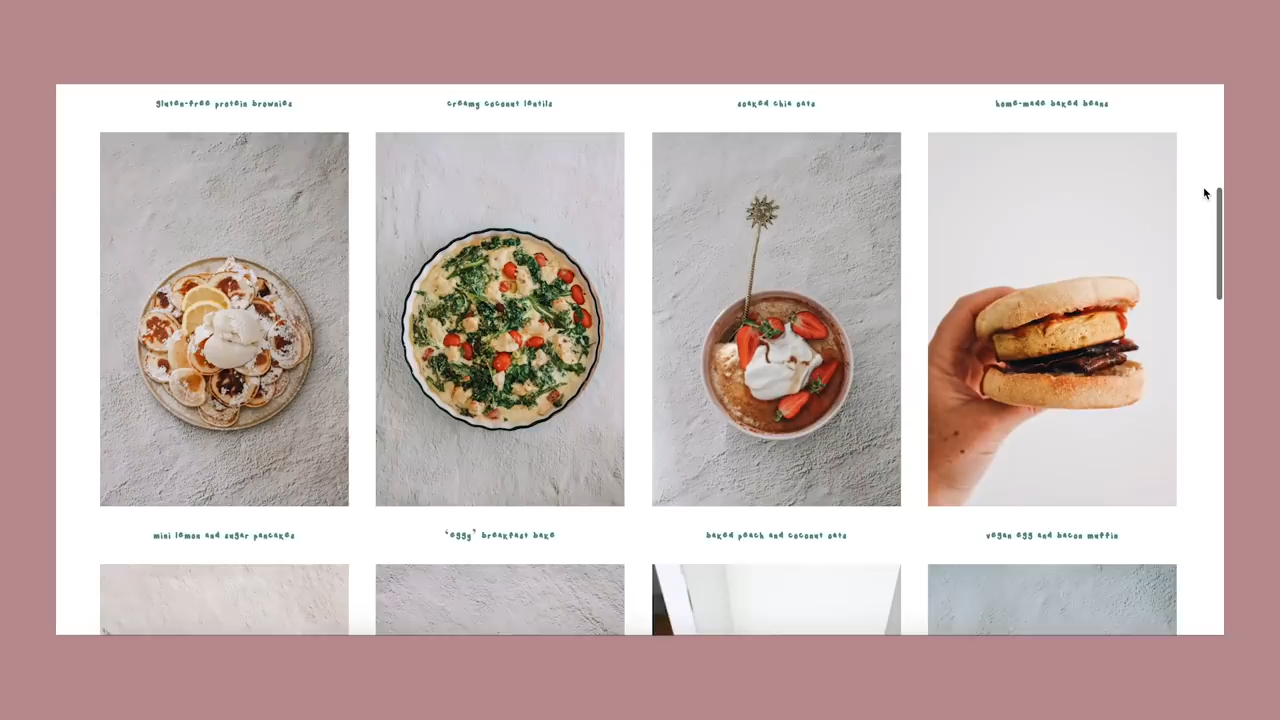 gluten-free protein brownies
creamy coconut lentils
soaked chia oats
home-made baked beans
mini lemon and sugar pancakes
'eggy' breakfast bake
baked peach and coconut oats
vegan egg and bacon muffin